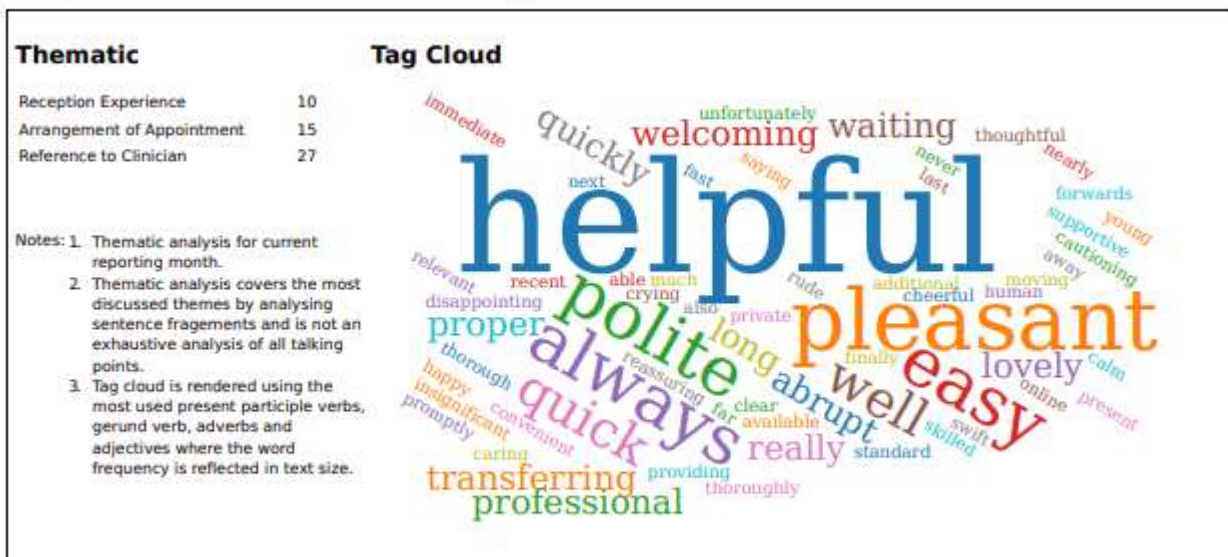 Thematic
Reception Experience 10
Arrangement of Appointment 15
Reference to Clinician 27
Notes: 1. Thematic analysis for current
reporting month.
2. Thematic analysis covers the most
discussed themes by analysing
sentence fragements and is not an
exhaustive analysis of all talking
points.
3. Tag cloud is rendered using the
most used present participle verbs,
gerund verb, adverbs and
adjectives where the word
frequency is reflected in text size.
Tag Cloud
immediate
quickly
unfortunately
welcoming
waiting
thoughtful
nearly
never
last
saying
fast
next
helpful
forwards
young
supportive
cautioning
away
relevant
recent
able
much
crying
also
rude
additional
cheerful
moving
human
disappointing
private
proper
polite
pleasant
always
long
finally
lovely
calm
thorough
reassuring
easy
online
present
happy
insignificant
promptly
quick
convenient
far
clear
available
abrupt
well
swift
skilled
standard
really
caring
transferring
providing
thoroughly
professional